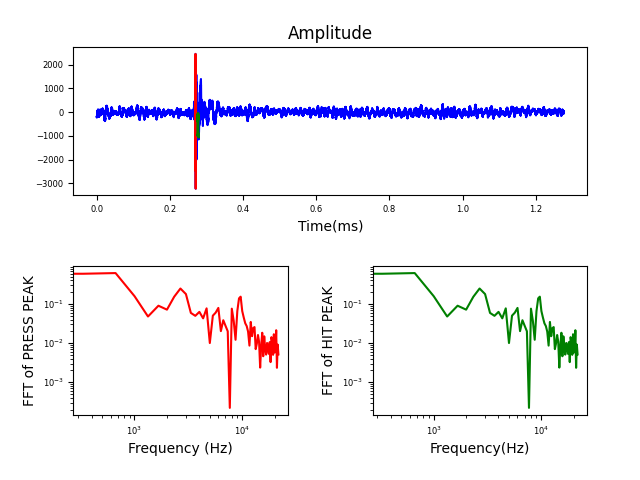 Amplitude
2000
1000
0
−1000
−2000
−3000
0.0 0.2 0.4 0.6 0.8 1.0 1.2
Time(ms)
FFT of PRESS PEAK
10⁻¹
10⁻²
10⁻³
10³ 10⁴
Frequency (Hz)
FFT of HIT PEAK
10⁻¹
10⁻²
10⁻³
10³ 10⁴
Frequency(Hz)